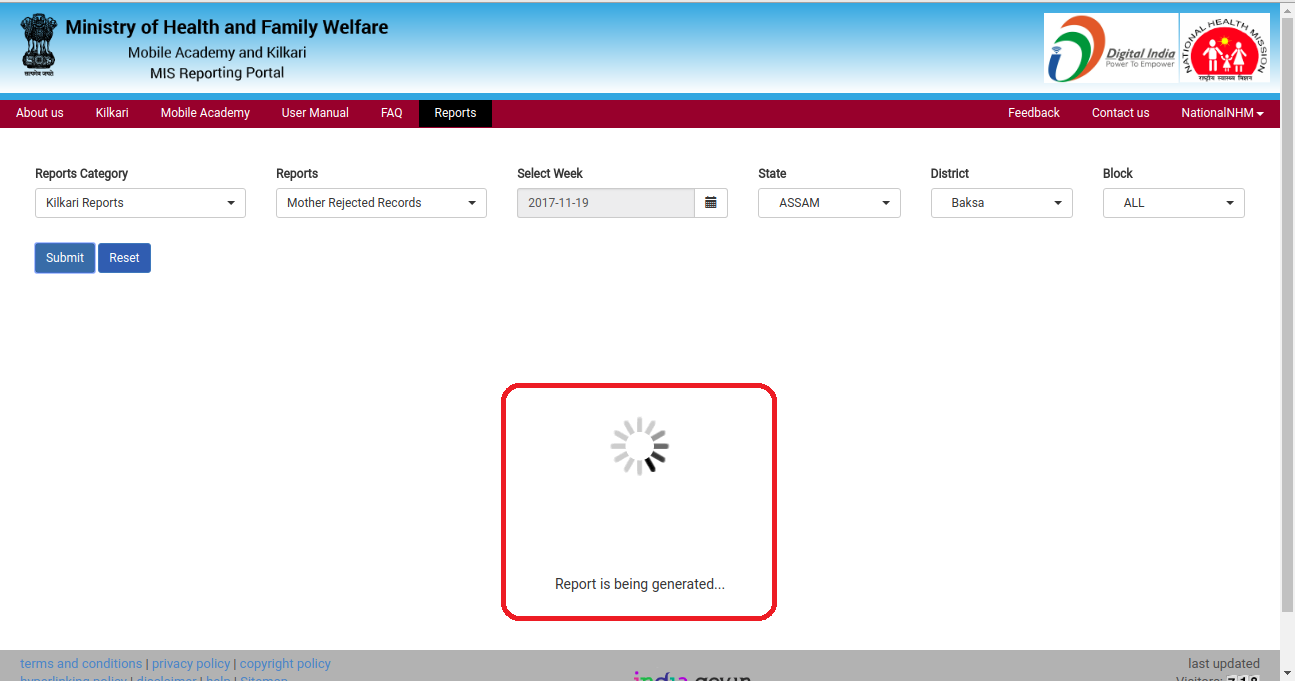 Ministry of Health and Family Welfare
Mobile Academy and Kilkari
MIS Reporting Portal
सत्यमेव जयते
Digital India
Power To Empower
NATIONAL HEALTH MISSION
राष्ट्रीय स्वास्थ्य मिशन
About us Kilkari Mobile Academy User Manual FAQ Reports Feedback Contact us NationalNHM
Reports Category Reports Select Week State District Block
Kilkari Reports Mother Rejected Records 2017-11-19 ASSAM Baksa ALL
Submit Reset
Report is being generated...
terms and conditions | privacy policy | copyright policy last updated
hyperlinking policy | disclaimer | help | Sitemap india.gov.in Visitors: 718